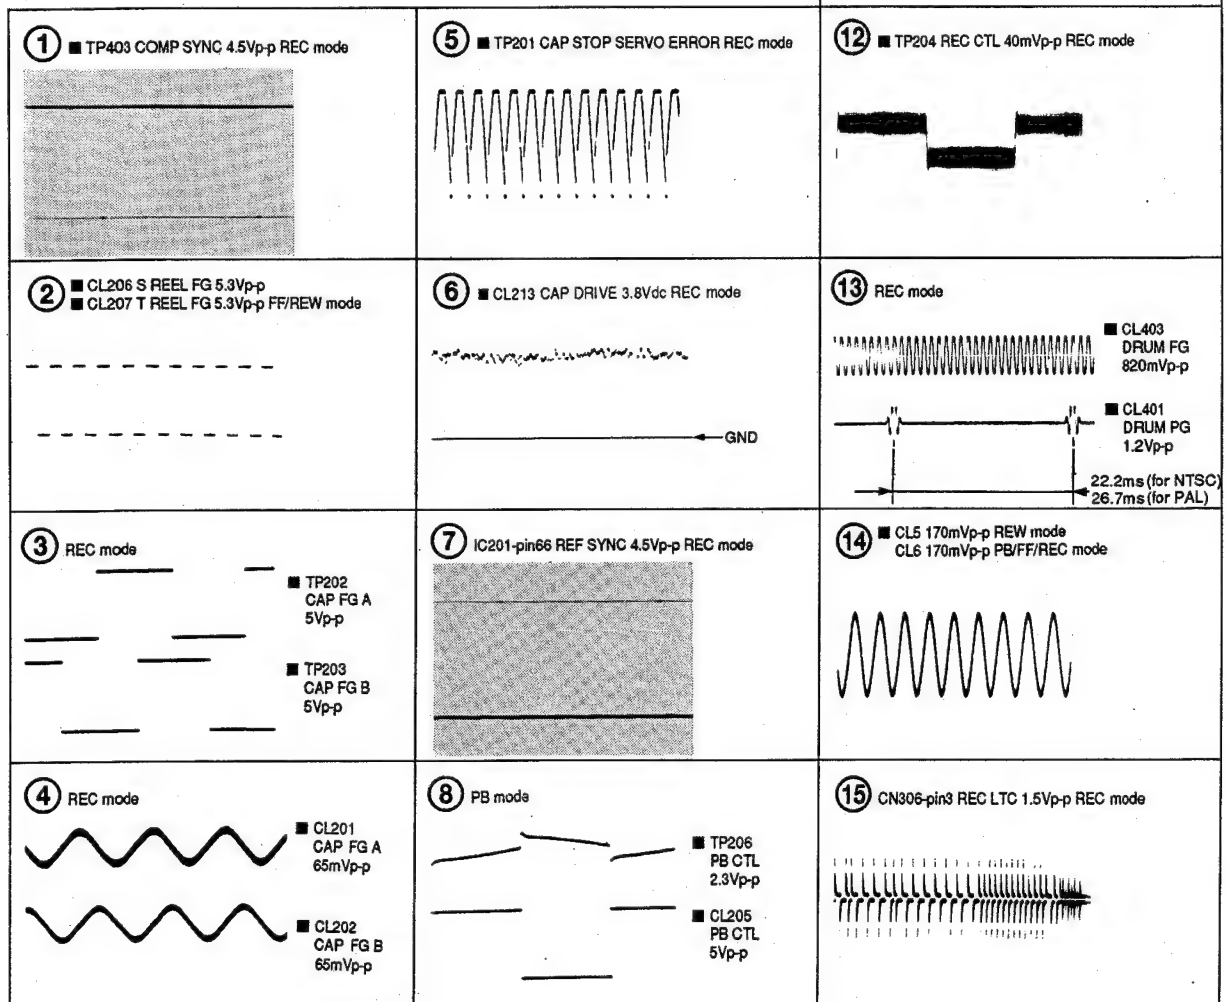 1 ■ TP403 COMP SYNC 4.5Vp-p REC mode
5 ■ TP201 CAP STOP SERVO ERROR REC mode
12 ■ TP204 REC CTL 40mVp-p REC mode
2 ■ CL206 S REEL FG 5.3Vp-p
■ CL207 T REEL FG 5.3Vp-p FF/REW mode
6 ■ CL213 CAP DRIVE 3.8Vdc REC mode
GND
13 REC mode
■ CL403
DRUM FG
820mVp-p
■ CL401
DRUM PG
1.2Vp-p
22.2ms (for NTSC)
26.7ms (for PAL)
3 REC mode
■ TP202
CAP FG A
5Vp-p
■ TP203
CAP FG B
5Vp-p
7 IC201-pin66 REF SYNC 4.5Vp-p REC mode
14 ■ CL5 170mVp-p REW mode
CL6 170mVp-p PB/FF/REC mode
4 REC mode
■ CL201
CAP FG A
65mVp-p
■ CL202
CAP FG B
65mVp-p
8 PB mode
■ TP206
PB CTL
2.3Vp-p
■ CL205
PB CTL
5Vp-p
15 CN306-pin3 REC LTC 1.5Vp-p REC mode